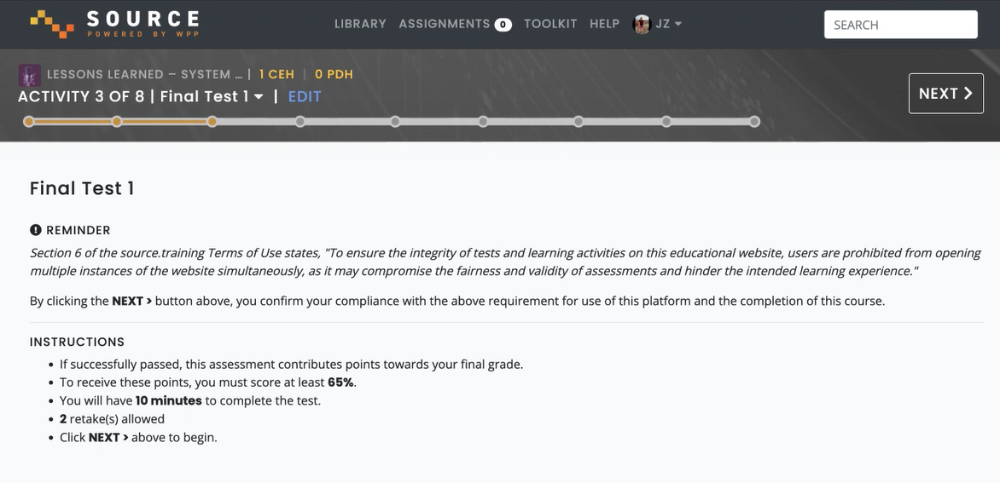 SOURCE
POWERED BY WPP
LIBRARY ASSIGNMENTS 0 TOOLKIT HELP JZ
SEARCH
LESSONS LEARNED – SYSTEM ... | 1 CEH | 0 PDH
ACTIVITY 3 OF 8 | Final Test 1 | EDIT
NEXT >
Final Test 1
REMINDER
Section 6 of the source.training Terms of Use states, "To ensure the integrity of tests and learning activities on this educational website, users are prohibited from opening
multiple instances of the website simultaneously, as it may compromise the fairness and validity of assessments and hinder the intended learning experience."
By clicking the NEXT > button above, you confirm your compliance with the above requirement for use of this platform and the completion of this course.
INSTRUCTIONS
• If successfully passed, this assessment contributes points towards your final grade.
• To receive these points, you must score at least 65%.
• You will have 10 minutes to complete the test.
• 2 retake(s) allowed
• Click NEXT > above to begin.